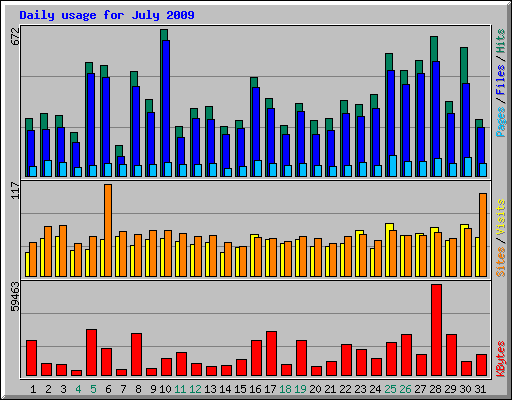 Daily usage for July 2009
672
117
59463
Pages / Files / Hits
Sites / Visits
KBytes
1 2 3 4 5 6 7 8 9 10 11 12 13 14 15 16 17 18 19 20 21 22 23 24 25 26 27 28 29 30 31